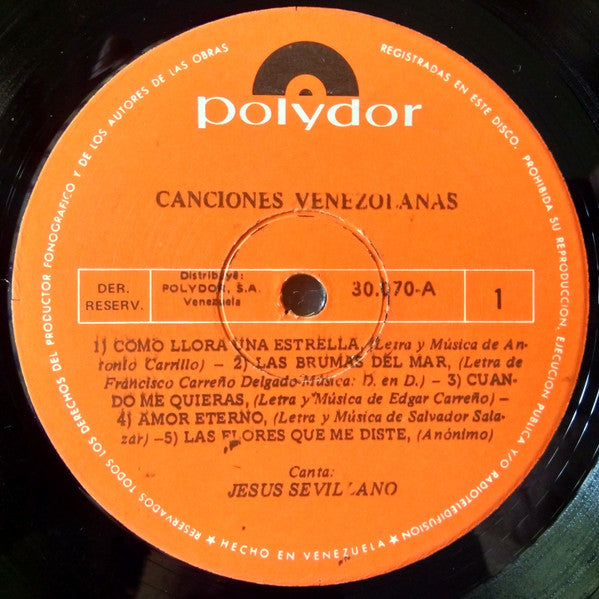 polydor
CANCIONES VENEZOLANAS
DER.
RESERV.
Distribuye:
POLYDOR, S.A.
Venezuela
30.070-A
1
1) COMO LLORA UNA ESTRELLA, (Letra y Música de An-
tonio Carrillo) – 2) LAS BRUMAS DEL MAR, (Letra de
Francisco Carreño Delgado-Música: D. en D.) – 3) CUAN-
DO ME QUIERAS, (Letra y Música de Edgar Carreño) –
4) AMOR ETERNO, (Letra y Música de Salvador Sala-
zar) –5) LAS FLORES QUE ME DISTE, (Anónimo)
Canta:
JESUS SEVILLANO
RESERVADOS TODOS LOS DERECHOS DEL PRODUCTOR FONOGRAFICO Y DE LOS AUTORES DE LAS OBRAS
REGISTRADAS EN ESTE DISCO. PROHIBIDA SU REPRODUCCION, EJECUCION PUBLICA Y/O RADIOTELEDIFUSION
★ HECHO EN VENEZUELA ★